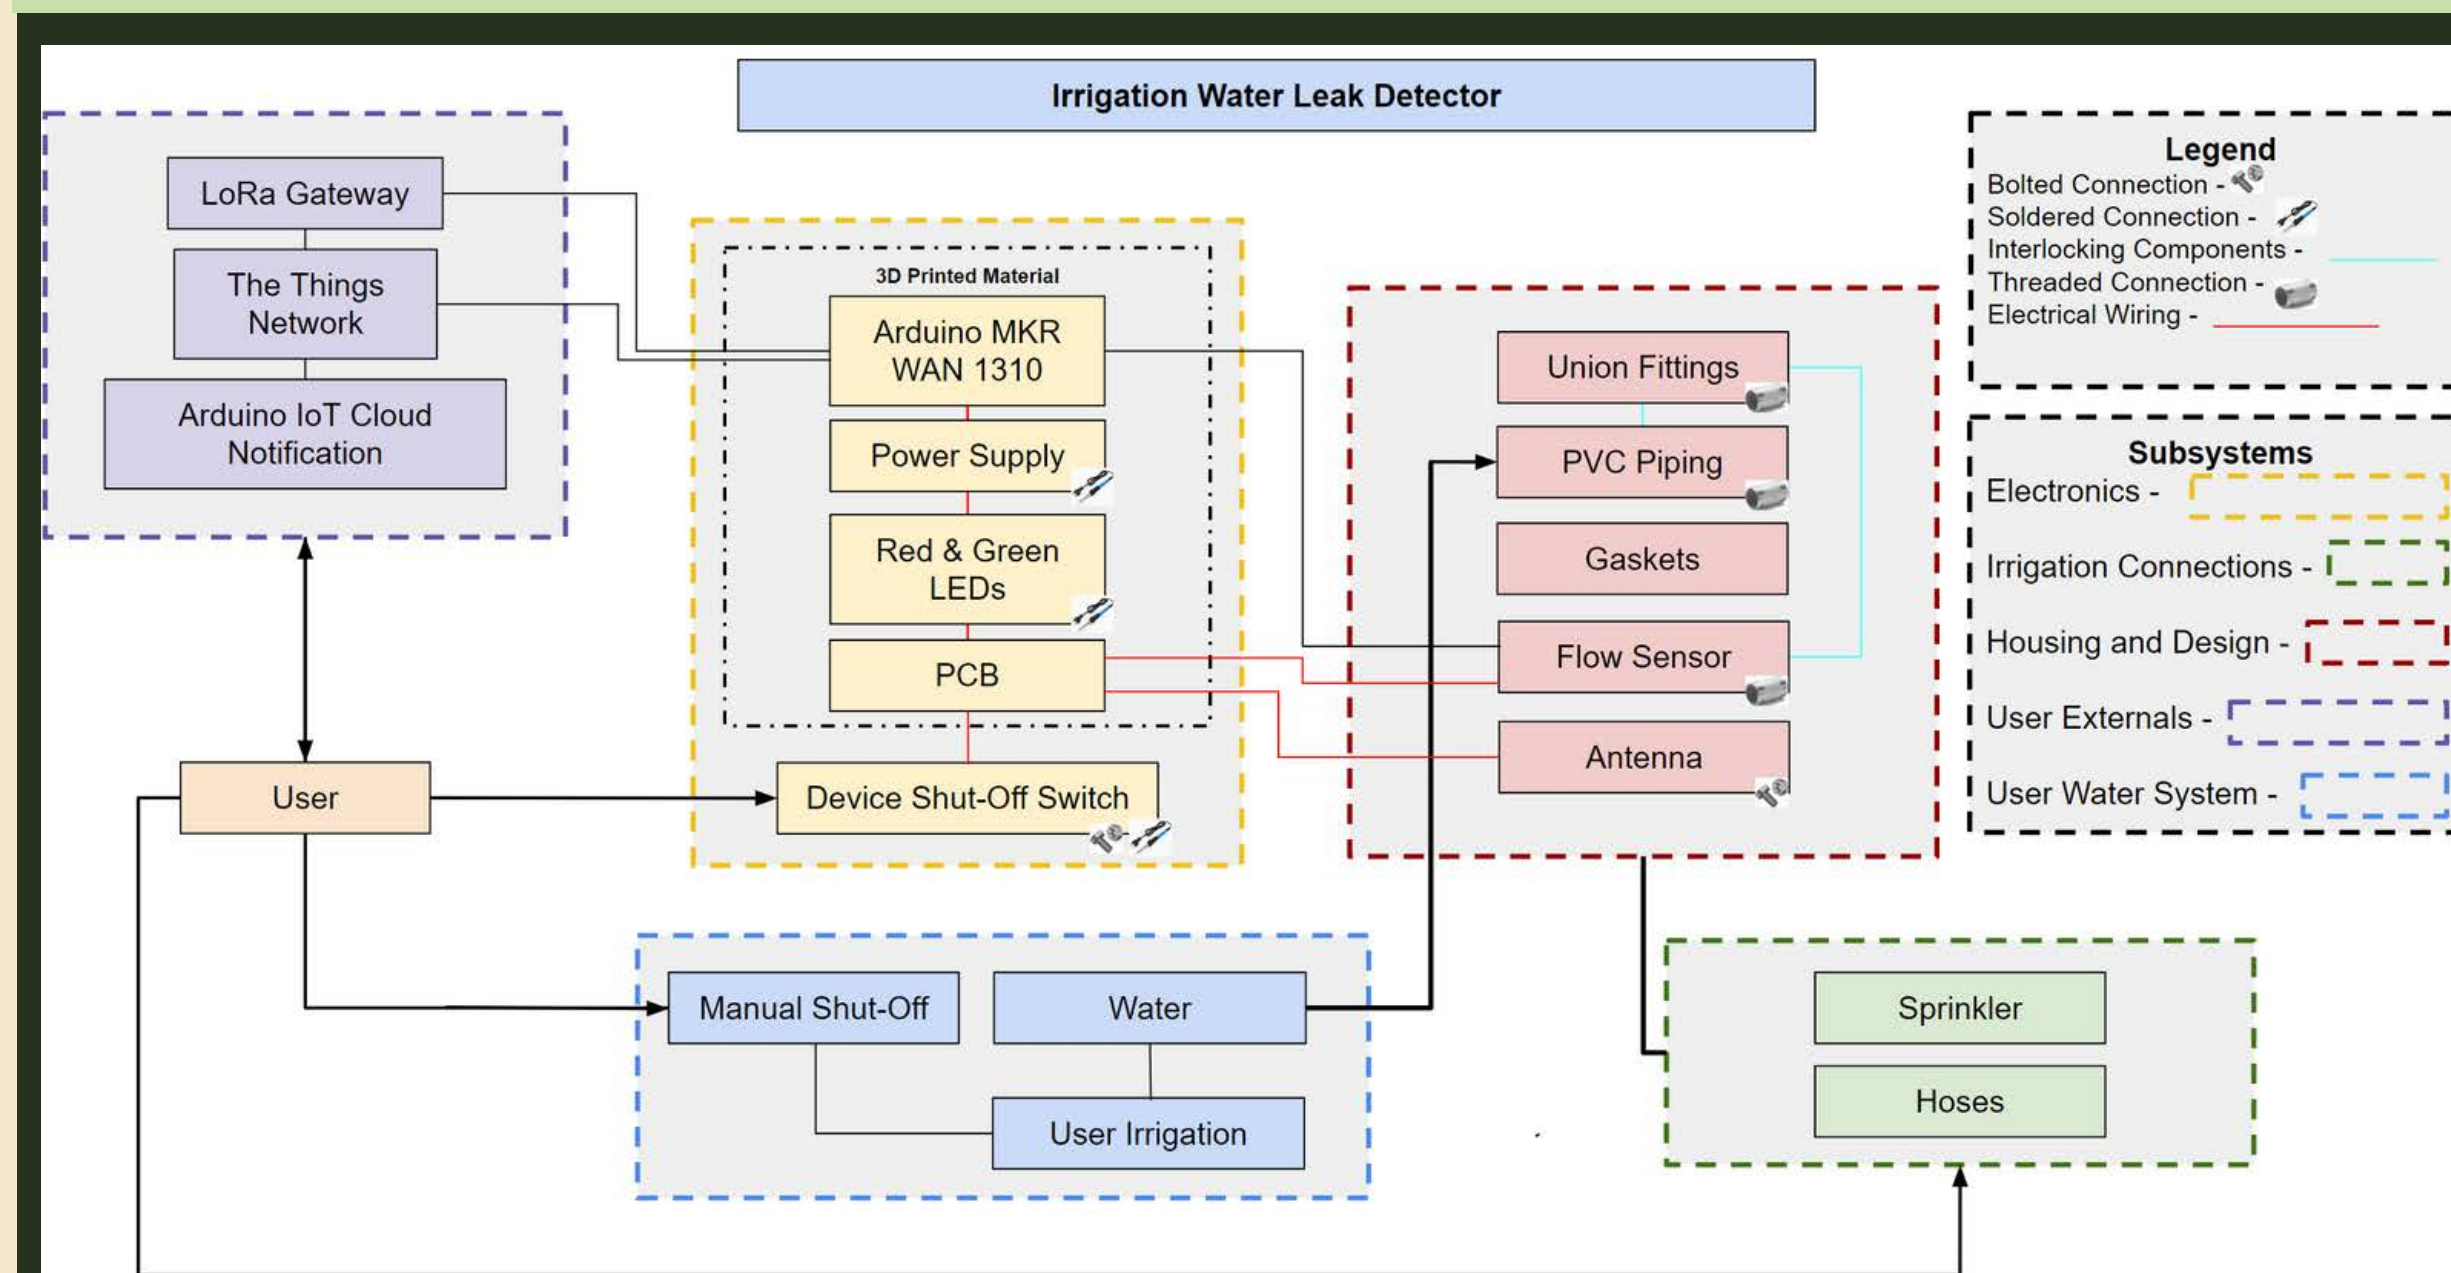 Irrigation Water Leak Detector
LoRa Gateway
The Things
Network
Arduino IoT Cloud
Notification
User
3D Printed Material
Arduino MKR
WAN 1310
Power Supply
Red & Green
LEDs
PCB
Device Shut-Off Switch
Union Fittings
PVC Piping
Gaskets
Flow Sensor
Antenna
Legend
Bolted Connection -
Soldered Connection -
Interlocking Components -
Threaded Connection -
Electrical Wiring -
Subsystems
Electronics -
Irrigation Connections -
Housing and Design -
User Externals -
User Water System -
Manual Shut-Off
Water
User Irrigation
Sprinkler
Hoses